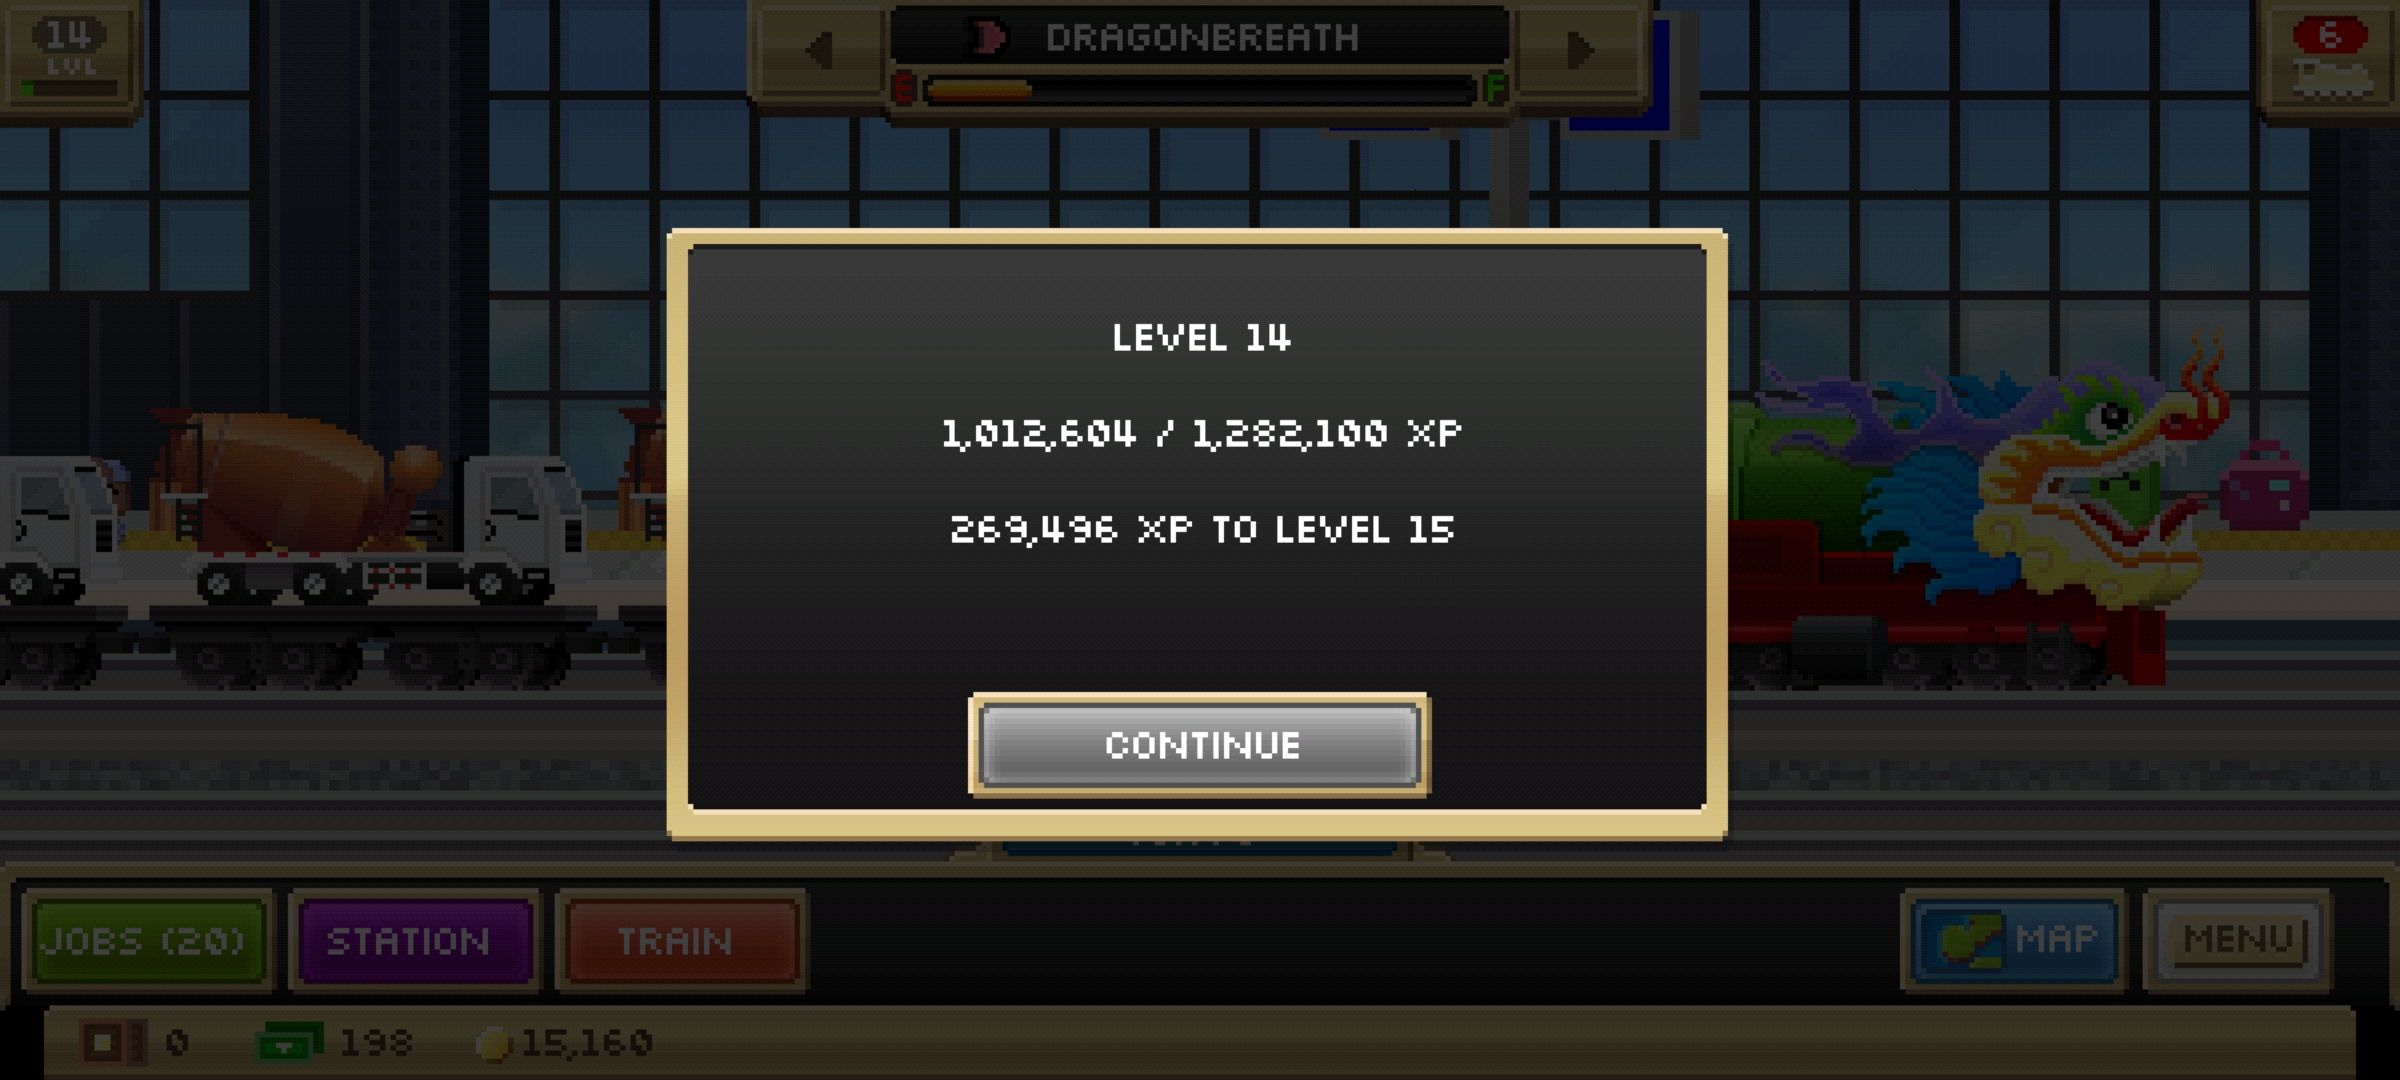 14
LVL
DRAGONBREATH
E
F
6
LEVEL 14
1,012,604 / 1,282,100 XP
269,496 XP TO LEVEL 15
CONTINUE
JOBS (20)
STATION
TRAIN
MAP
MENU
0
198
15,160